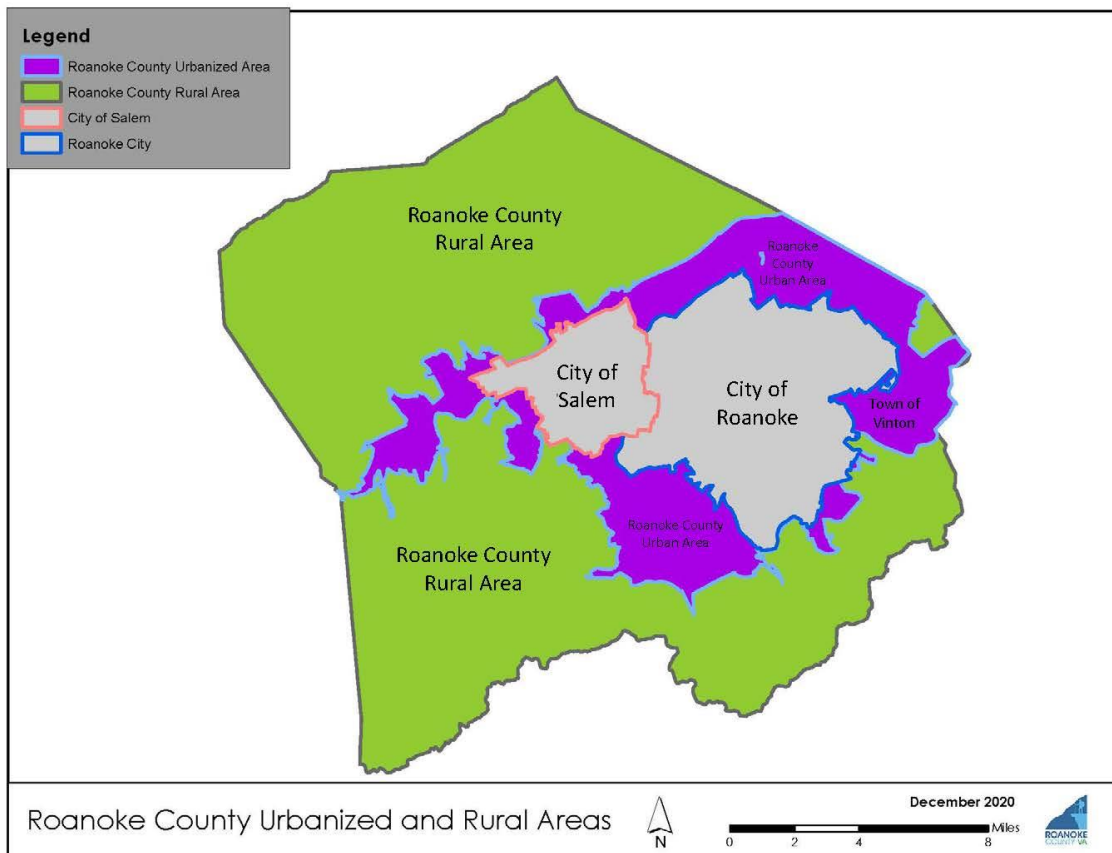 Legend
Roanoke County Urbanized Area
Roanoke County Rural Area
City of Salem
Roanoke City
Roanoke County
Rural Area
Roanoke
County
Urban Area
City of
Salem
City of
Roanoke
Town of
Vinton
Roanoke County
Urban Area
Roanoke County
Rural Area
Roanoke County Urbanized and Rural Areas
N
December 2020
Miles
0 2 4 8
ROANOKE
COUNTY VA